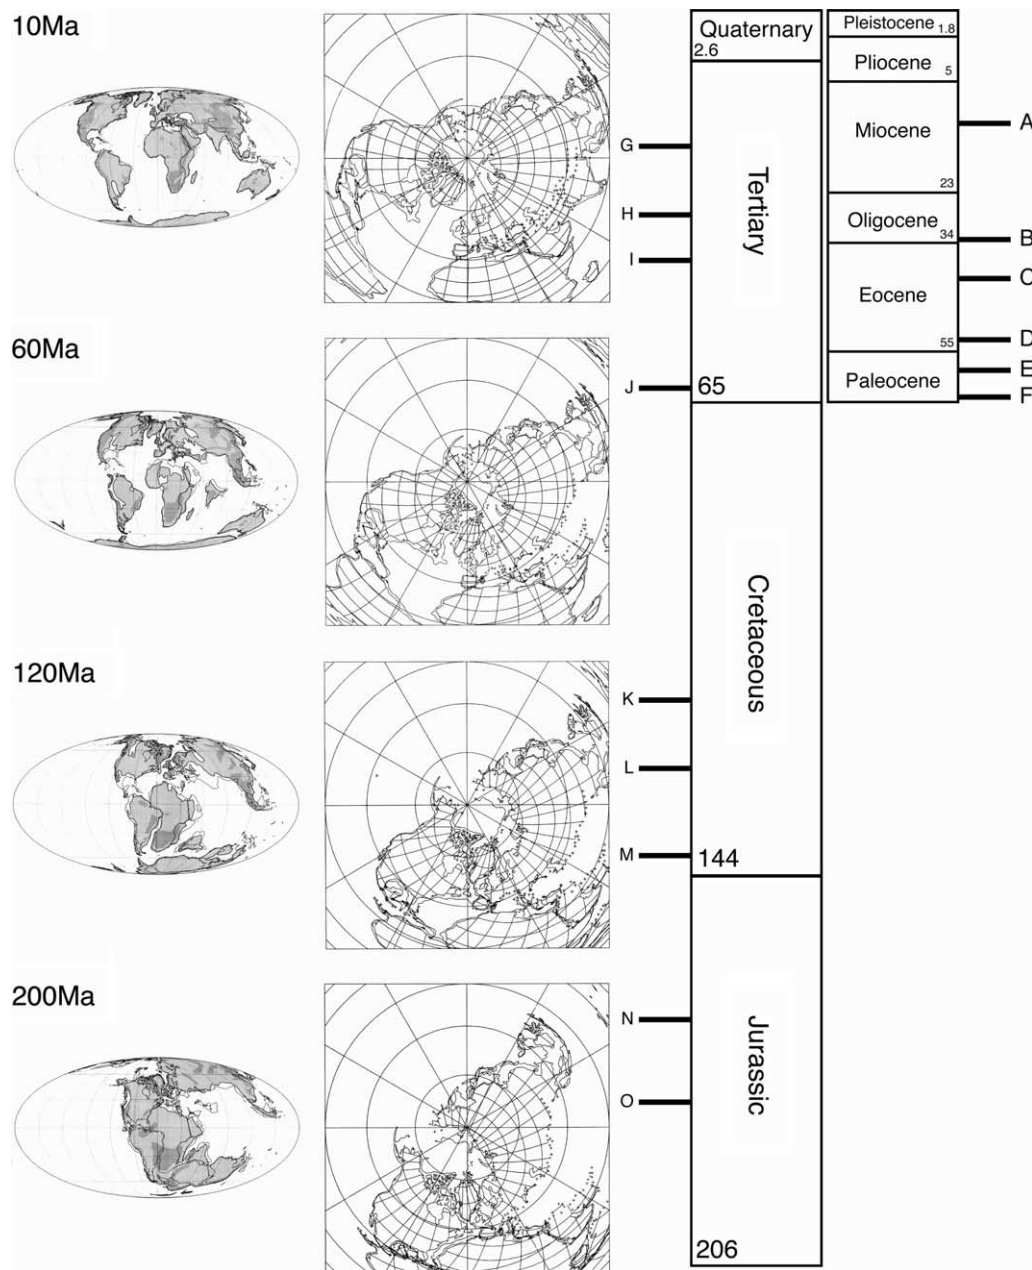 10Ma
60Ma
120Ma
200Ma
G
H
I
J
K
L
M
N
O
Quaternary
2.6
Tertiary
65
Cretaceous
144
Jurassic
206
Pleistocene 1.8
Pliocene 5
Miocene
23
Oligocene
34
Eocene
55
Paleocene
A
B
C
D
E
F